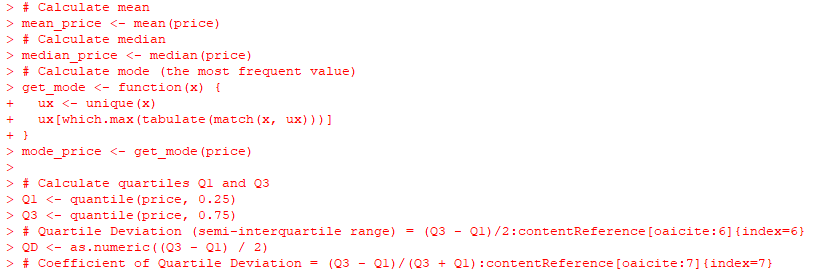 > # Calculate mean
> mean_price <- mean(price)
> # Calculate median
> median_price <- median(price)
> # Calculate mode (the most frequent value)
> get_mode <- function(x) {
+   ux <- unique(x)
+   ux[which.max(tabulate(match(x, ux)))]
+ }
> mode_price <- get_mode(price)
>
> # Calculate quartiles Q1 and Q3
> Q1 <- quantile(price, 0.25)
> Q3 <- quantile(price, 0.75)
> # Quartile Deviation (semi-interquartile range) = (Q3 - Q1)/2:contentReference[oaicite:6]{index=6}
> QD <- as.numeric((Q3 - Q1) / 2)
> # Coefficient of Quartile Deviation = (Q3 - Q1)/(Q3 + Q1):contentReference[oaicite:7]{index=7}